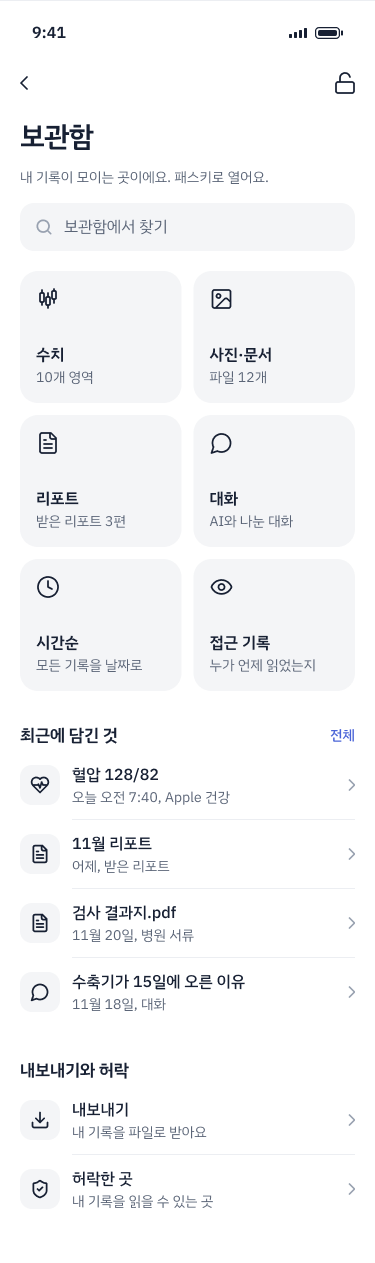 9:41
보관함
내 기록이 모이는 곳이에요. 패스키로 열어요.
보관함에서 찾기
수치
10개 영역
사진·문서
파일 12개
리포트
받은 리포트 3편
대화
AI와 나눈 대화
시간순
모든 기록을 날짜로
접근 기록
누가 언제 읽었는지
최근에 담긴 것
전체
혈압 128/82
오늘 오전 7:40, Apple 건강
11월 리포트
어제, 받은 리포트
검사 결과지.pdf
11월 20일, 병원 서류
수축기가 15일에 오른 이유
11월 18일, 대화
내보내기와 허락
내보내기
내 기록을 파일로 받아요
허락한 곳
내 기록을 읽을 수 있는 곳